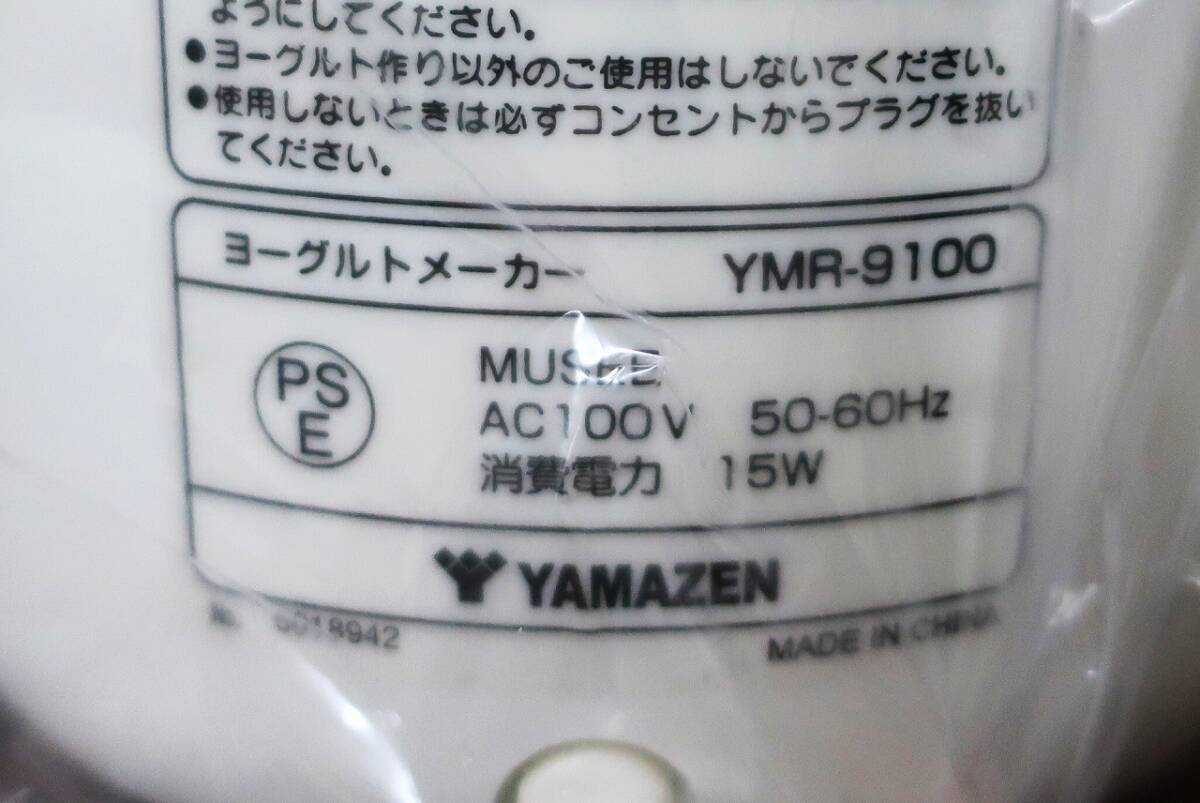 ようにしてください。
●ヨーグルト作り以外のご使用はしないでください。
●使用しないときは必ずコンセントからプラグを抜い
てください。
ヨーグルトメーカー YMR-9100
PS
E
MUSEE
AC100V 50-60Hz
消費電力 15W
YAMAZEN
MADE IN CHINA